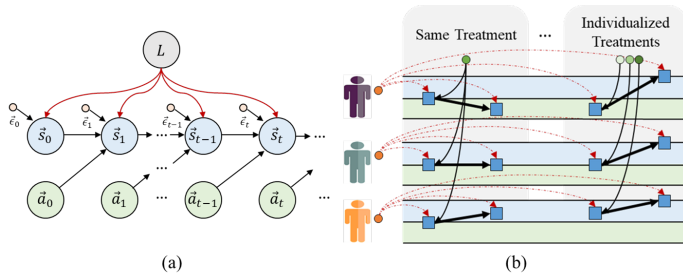 (a)
L
ϵ⃗₀
ϵ⃗₁
ϵ⃗ₜ₋₁
ϵ⃗ₜ
s⃗₀
s⃗₁
...
s⃗ₜ₋₁
s⃗ₜ
...
a⃗₀
a⃗₁
...
a⃗ₜ₋₁
a⃗ₜ
...
(a)
(b)
Same Treatment
...
Individualized
Treatments
(b)